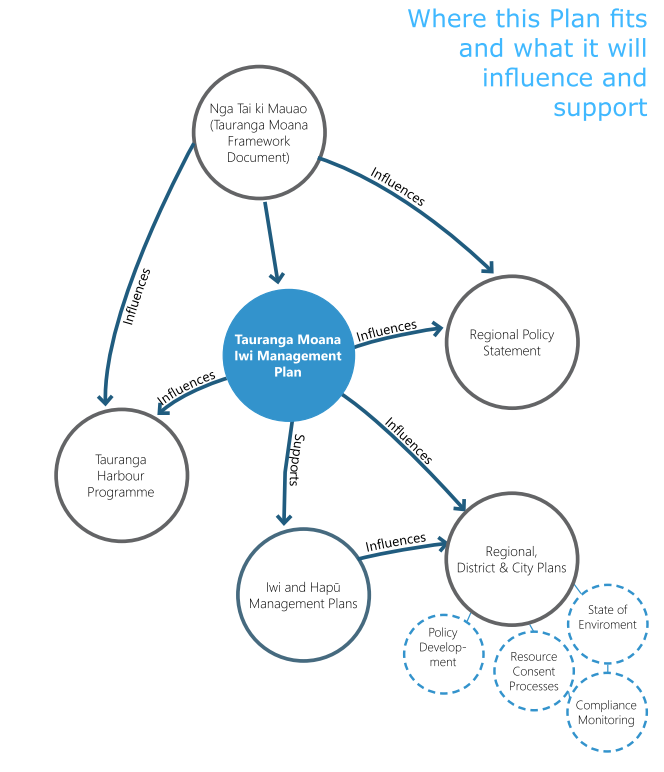 Where this Plan fits
and what it will
influence and
support
Nga Tai ki Mauao
(Tauranga Moana
Framework
Document)
Influences
Influences
Tauranga Moana
Iwi Management
Plan
Influences
Regional Policy
Statement
Influences
Influences
Supports
Tauranga
Harbour
Programme
Influences
Regional,
District & City Plans
Iwi and Hapū
Management Plans
State of
Enviroment
Policy
Develop-
ment
Resource
Consent
Processes
Compliance
Monitoring